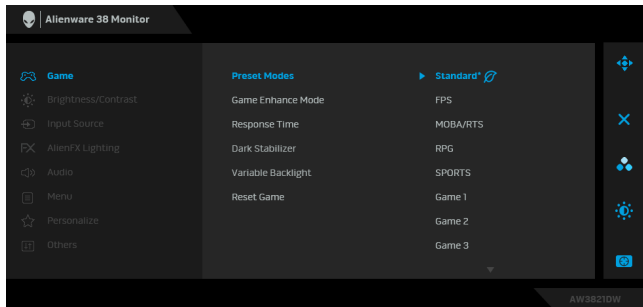 Alienware 38 Monitor
Game
Brightness/Contrast
Input Source
AlienFX Lighting
Audio
Menu
Personalize
Others
Preset Modes
Game Enhance Mode
Response Time
Dark Stabilizer
Variable Backlight
Reset Game
Standard*
FPS
MOBA/RTS
RPG
SPORTS
Game 1
Game 2
Game 3
AW3821DW